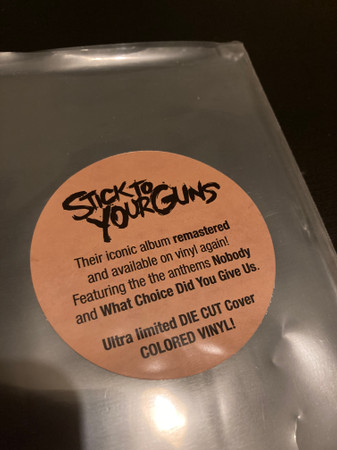 STICK TO
YOUR GUNS
Their iconic album remastered
and available on vinyl again!
Featuring the the anthems Nobody
and What Choice Did You Give Us.
Ultra limited DIE CUT Cover
COLORED VINYL!